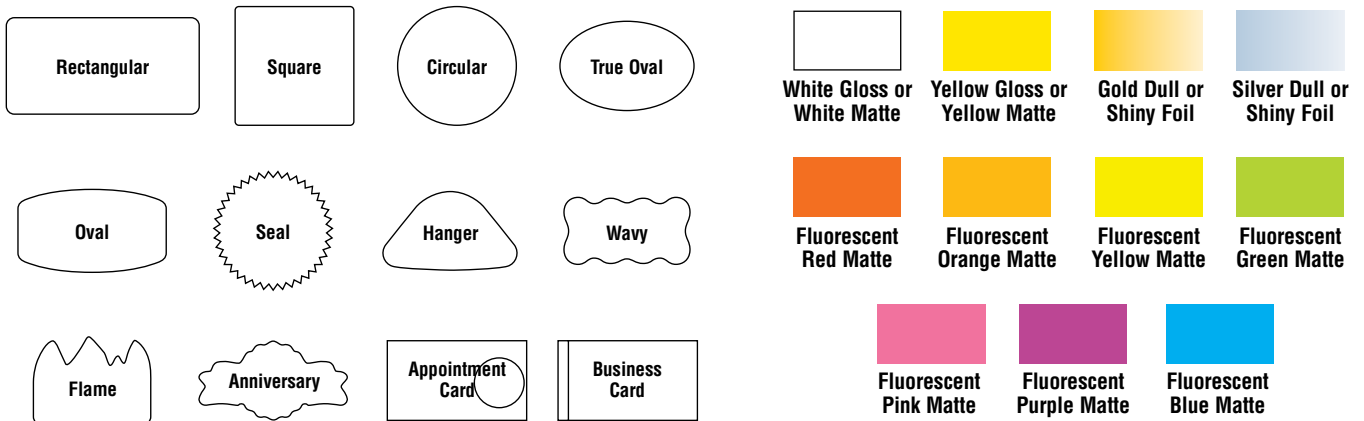 Rectangular
Square
Circular
True Oval
Oval
Seal
Hanger
Wavy
Flame
Anniversary
Appointment
Card
Business
Card
White Gloss or
White Matte
Yellow Gloss or
Yellow Matte
Gold Dull or
Shiny Foil
Silver Dull or
Shiny Foil
Fluorescent
Red Matte
Fluorescent
Orange Matte
Fluorescent
Yellow Matte
Fluorescent
Green Matte
Fluorescent
Pink Matte
Fluorescent
Purple Matte
Fluorescent
Blue Matte